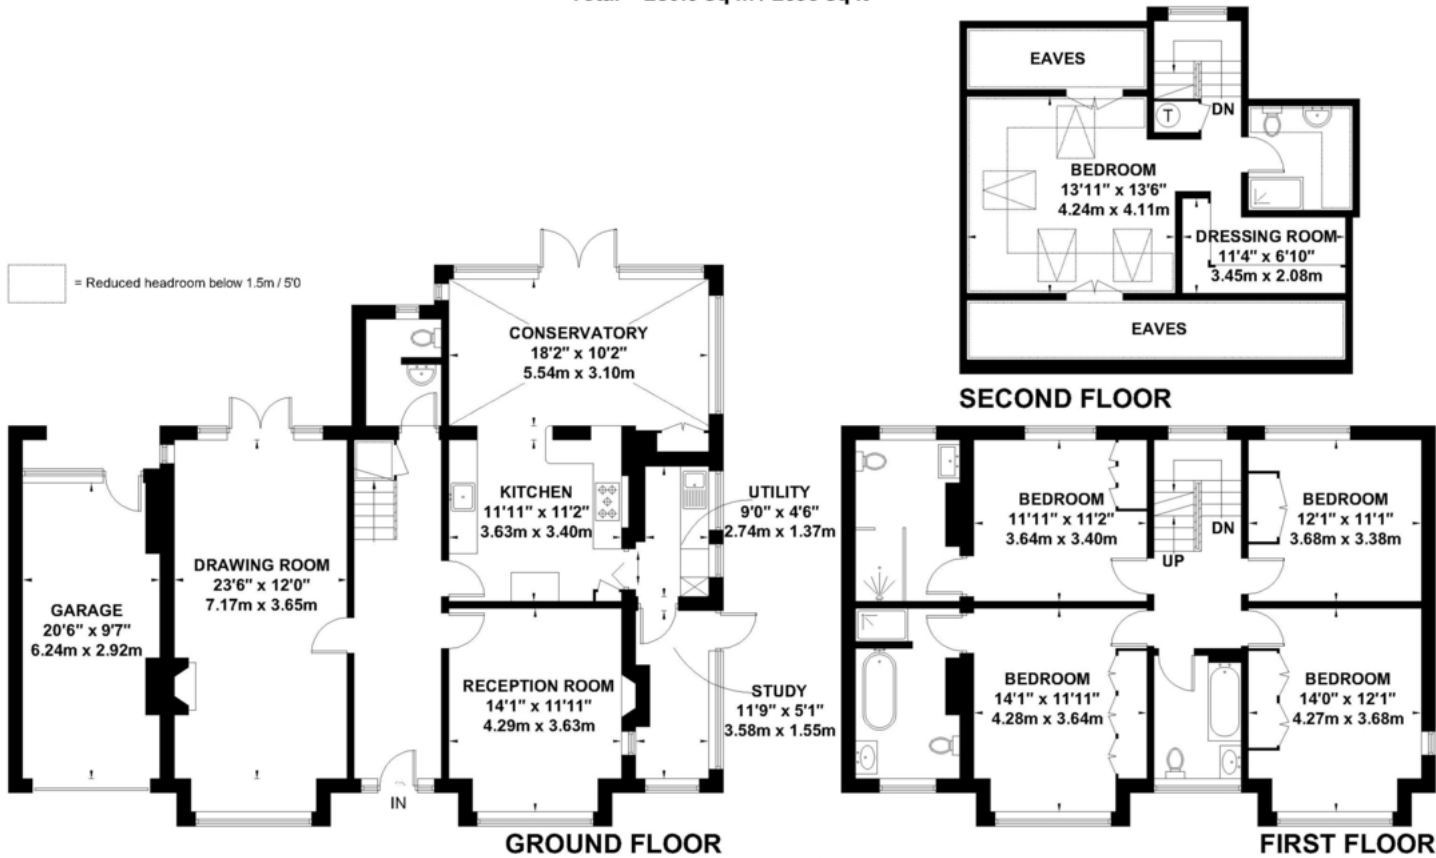 EAVES
DN
T
BEDROOM
13'11" x 13'6"
4.24m x 4.11m
DRESSING ROOM
11'4" x 6'10"
3.45m x 2.08m
EAVES
SECOND FLOOR
= Reduced headroom below 1.5m / 5'0
CONSERVATORY
18'2" x 10'2"
5.54m x 3.10m
KITCHEN
11'11" x 11'2"
3.63m x 3.40m
UTILITY
9'0" x 4'6"
2.74m x 1.37m
DRAWING ROOM
23'6" x 12'0"
7.17m x 3.65m
GARAGE
20'6" x 9'7"
6.24m x 2.92m
RECEPTION ROOM
14'1" x 11'11"
4.29m x 3.63m
STUDY
11'9" x 5'1"
3.58m x 1.55m
IN
GROUND FLOOR
BEDROOM
11'11" x 11'2"
3.64m x 3.40m
DN
UP
BEDROOM
12'1" x 11'1"
3.68m x 3.38m
BEDROOM
14'1" x 11'11"
4.28m x 3.64m
BEDROOM
14'0" x 12'1"
4.27m x 3.68m
FIRST FLOOR